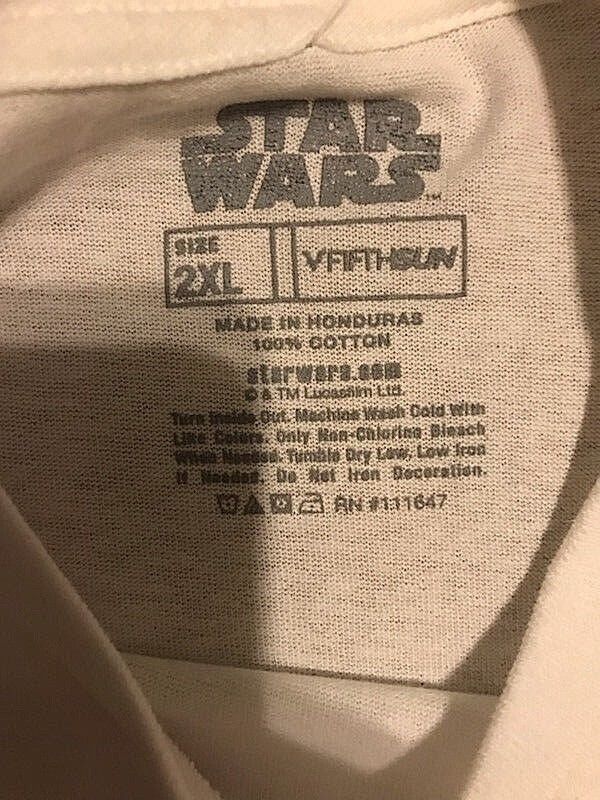 STAR
WARS™
SIZE
2XL
FIFTHSUN
MADE IN HONDURAS
100% COTTON
starwars.com
© & TM Lucasfilm Ltd.
Turn Inside Out. Machine Wash Cold With
Like Colors. Only Non-Chlorine Bleach
When Needed. Tumble Dry Low. Low Iron
If Needed. Do Not Iron Decoration.
RN #111647